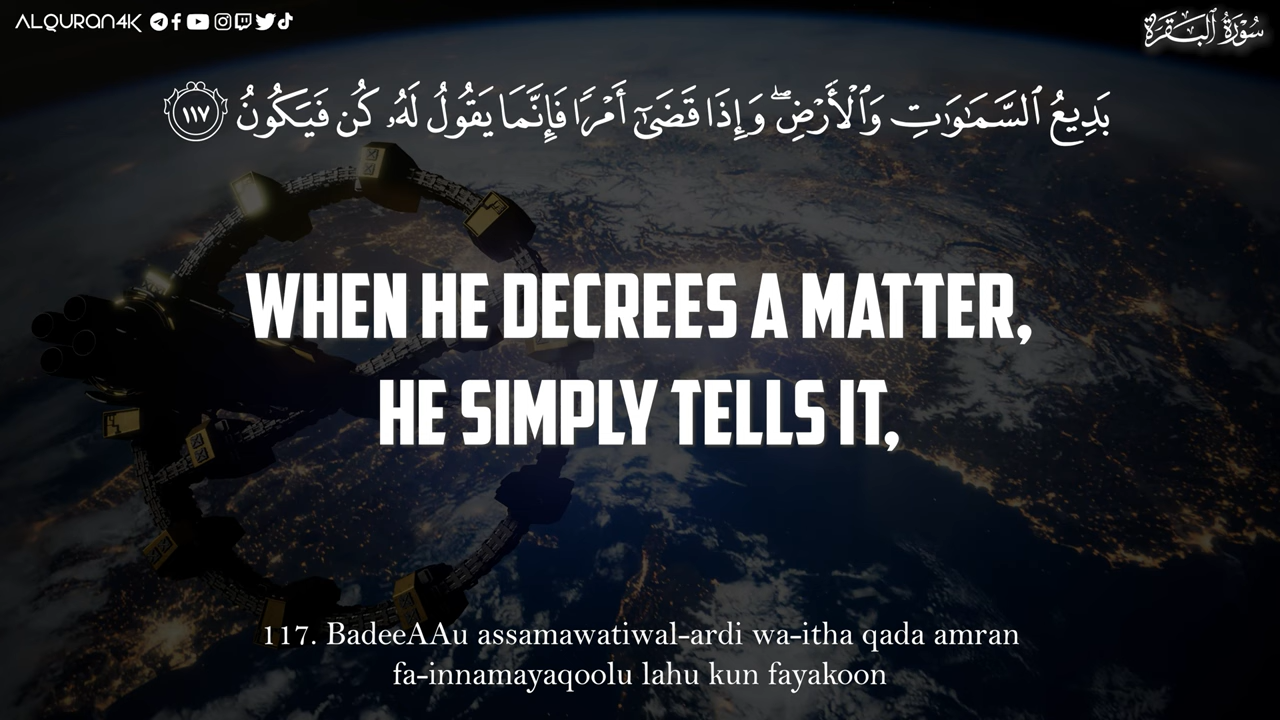 ALQURAN4K
سُورَةُ ٱلْبَقَرَةِ
بَدِيعُ ٱلسَّمَـٰوَٰتِ وَٱلْأَرْضِ ۖ وَإِذَا قَضَىٰٓ أَمْرًا فَإِنَّمَا يَقُولُ لَهُۥ كُن فَيَكُونُ ١١٧
WHEN HE DECREES A MATTER,
HE SIMPLY TELLS IT,
117. BadeeAAu assamawatiwal-ardi wa-itha qada amran
fa-innamayaqoolu lahu kun fayakoon